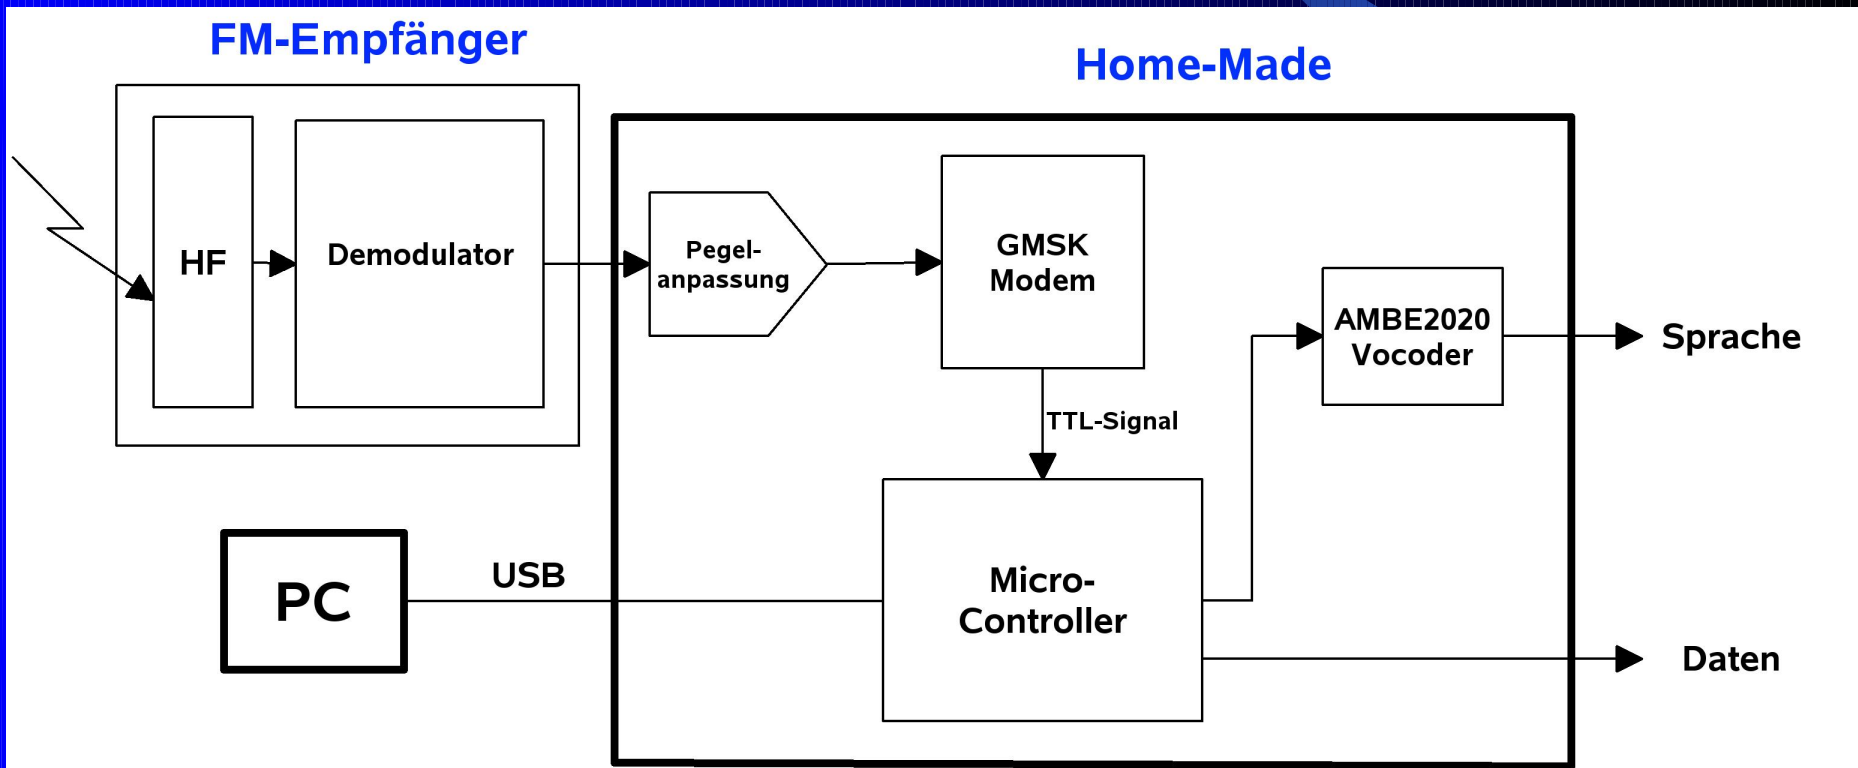 FM-Empfänger
Home-Made
HF
Demodulator
Pegel-
anpassung
GMSK
Modem
AMBE2020
Vocoder
Sprache
TTL-Signal
PC
USB
Micro-
Controller
Daten